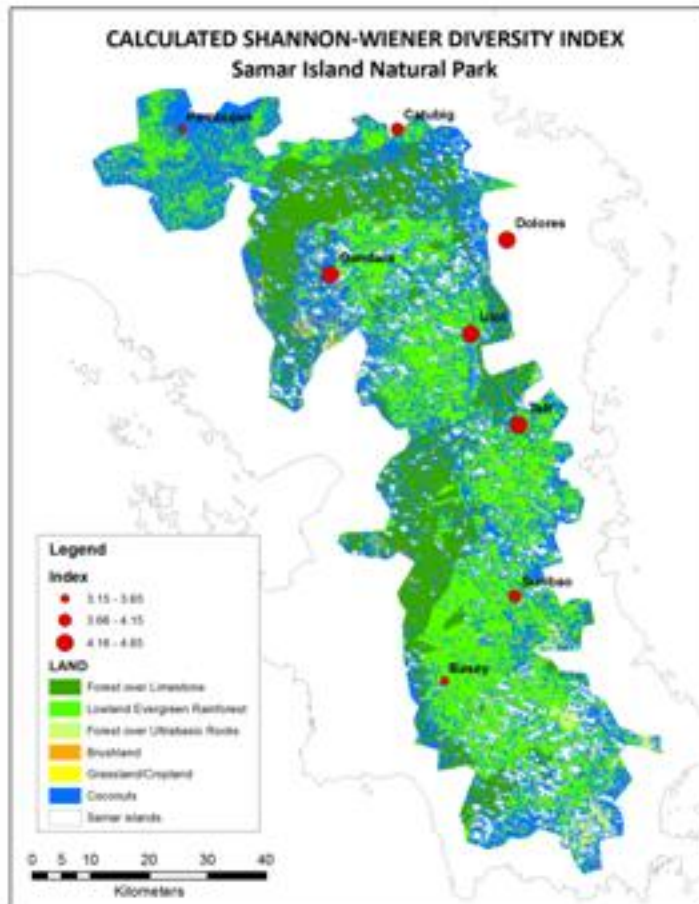 CALCULATED SHANNON-WIENER DIVERSITY INDEX
Samar Island Natural Park
Catubig
Dolores
Gandara
Taft
Basey
Legend
Index
3.15 - 3.65
3.66 - 4.15
4.16 - 4.65
LAND
Forest over Limestone
Lowland Evergreen Rainforest
Forest over Ultrabasic Rocks
Brushland
Grassland/Cropland
Coconuts
Samar islands
0 5 10 20 30 40
Kilometers